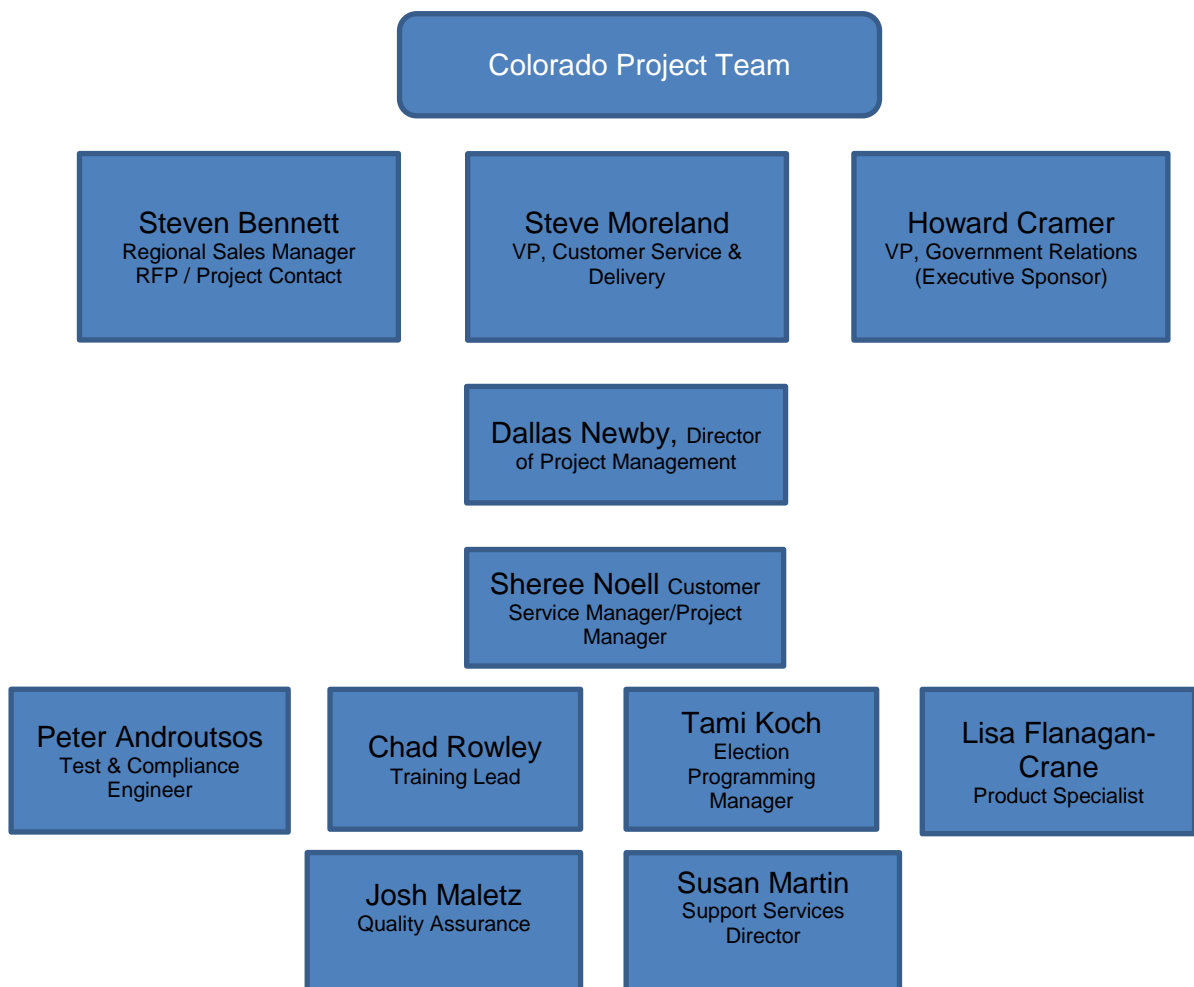 Colorado Project Team
Steven Bennett
Regional Sales Manager
RFP / Project Contact
Steve Moreland
VP, Customer Service &
Delivery
Howard Cramer
VP, Government Relations
(Executive Sponsor)
Dallas Newby, Director
of Project Management
Sheree Noell Customer
Service Manager/Project
Manager
Peter Androutsos
Test & Compliance
Engineer
Chad Rowley
Training Lead
Tami Koch
Election
Programming
Manager
Lisa Flanagan-
Crane
Product Specialist
Josh Maletz
Quality Assurance
Susan Martin
Support Services
Director